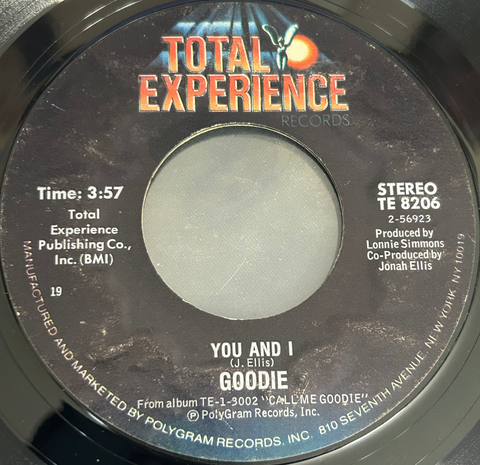 TOTAL
EXPERIENCE
RECORDS
Time: 3:57
Total
Experience
Publishing Co.,
Inc. (BMI)
19
STEREO
TE 8206
2-56923
Produced by
Lonnie Simmons
Co-Produced by
Jonah Ellis
YOU AND I
(J. Ellis)
GOODIE
From album TE-1-3002 "CALL ME GOODIE"
Ⓟ PolyGram Records, Inc.
MANUFACTURED AND MARKETED BY POLYGRAM RECORDS, INC. 810 SEVENTH AVENUE, NEW YORK, NY 10019